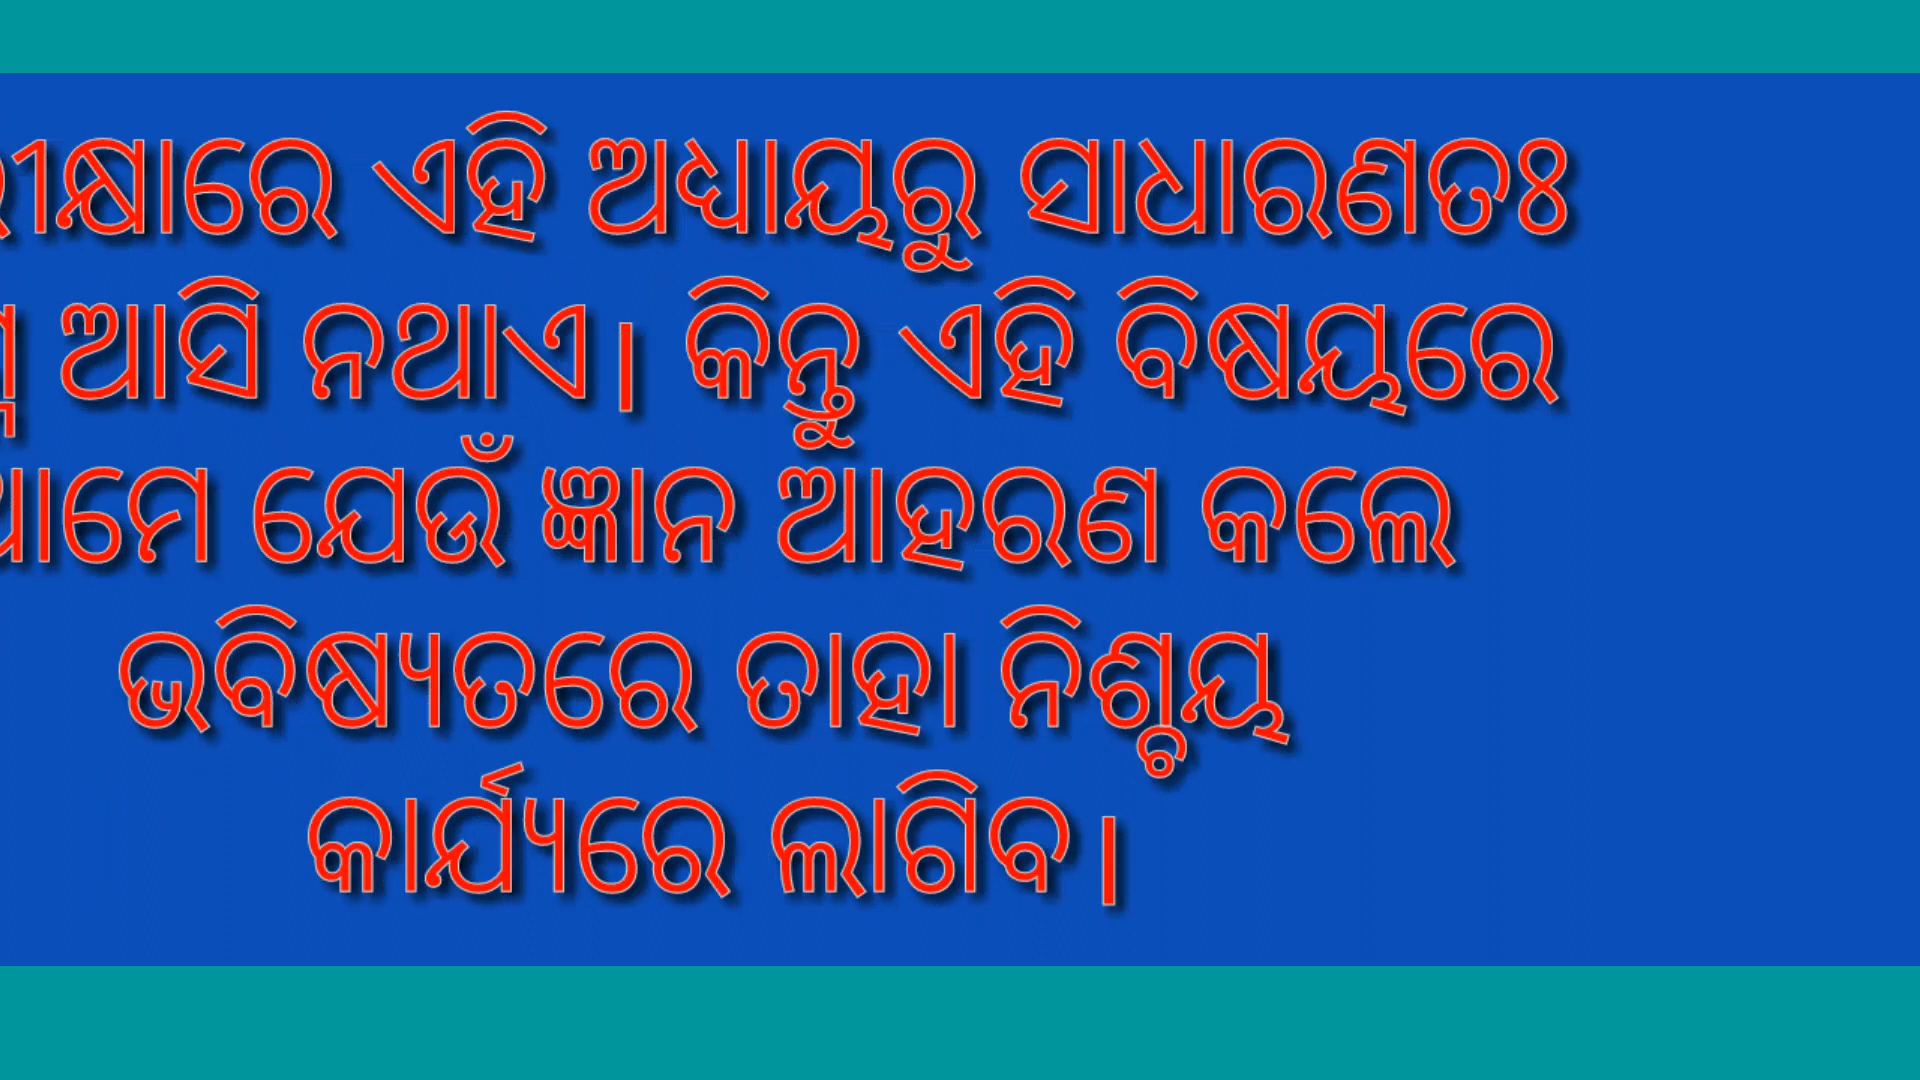 ଏହି ଅଧ୍ୟାୟରୁ ସାଧାରଣତଃ
ଆସି ନଥାଏ। କିନ୍ତୁ ଏହି ବିଷୟରେ
ଯେଉଁ ଜ୍ଞାନ ଆହରଣ କଲେ
ଭବିଷ୍ୟତରେ ତାହା ନିଶ୍ଚୟ
କାର୍ଯ୍ୟରେ ଲାଗିବ।